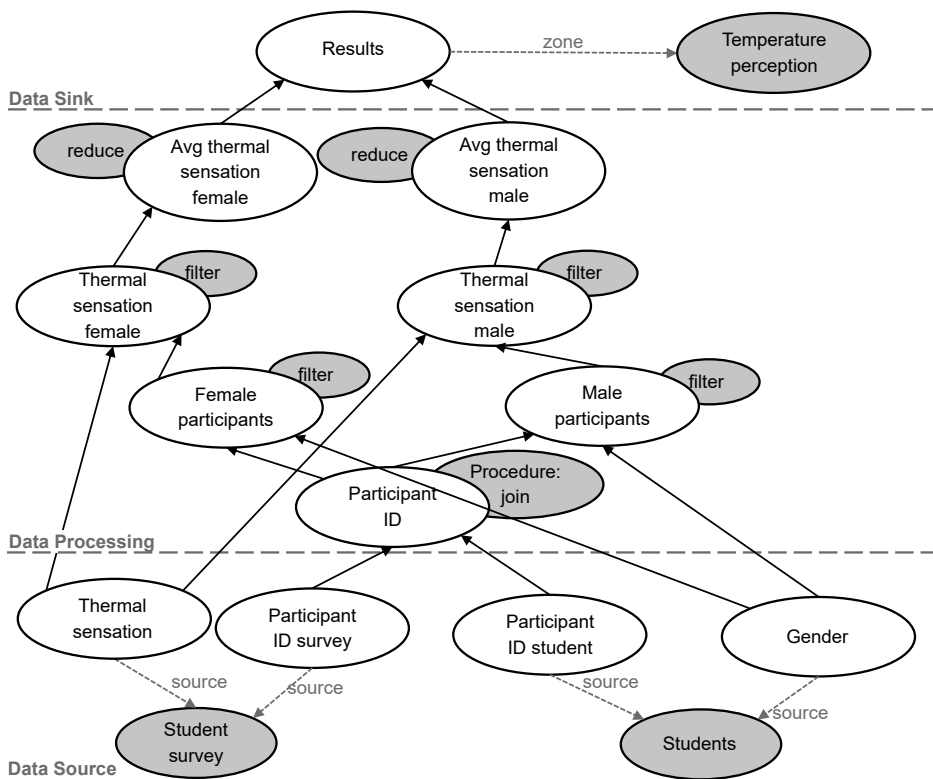 Results
zone
Temperature
perception
Data Sink
reduce
Avg thermal
sensation
female
reduce
Avg thermal
sensation
male
Thermal
sensation
female
filter
Thermal
sensation
male
filter
Female
participants
filter
Male
participants
filter
Participant
ID
Procedure:
join
Data Processing
Thermal
sensation
Participant
ID survey
Participant
ID student
Gender
source
source
source
source
Student
survey
Students
Data Source